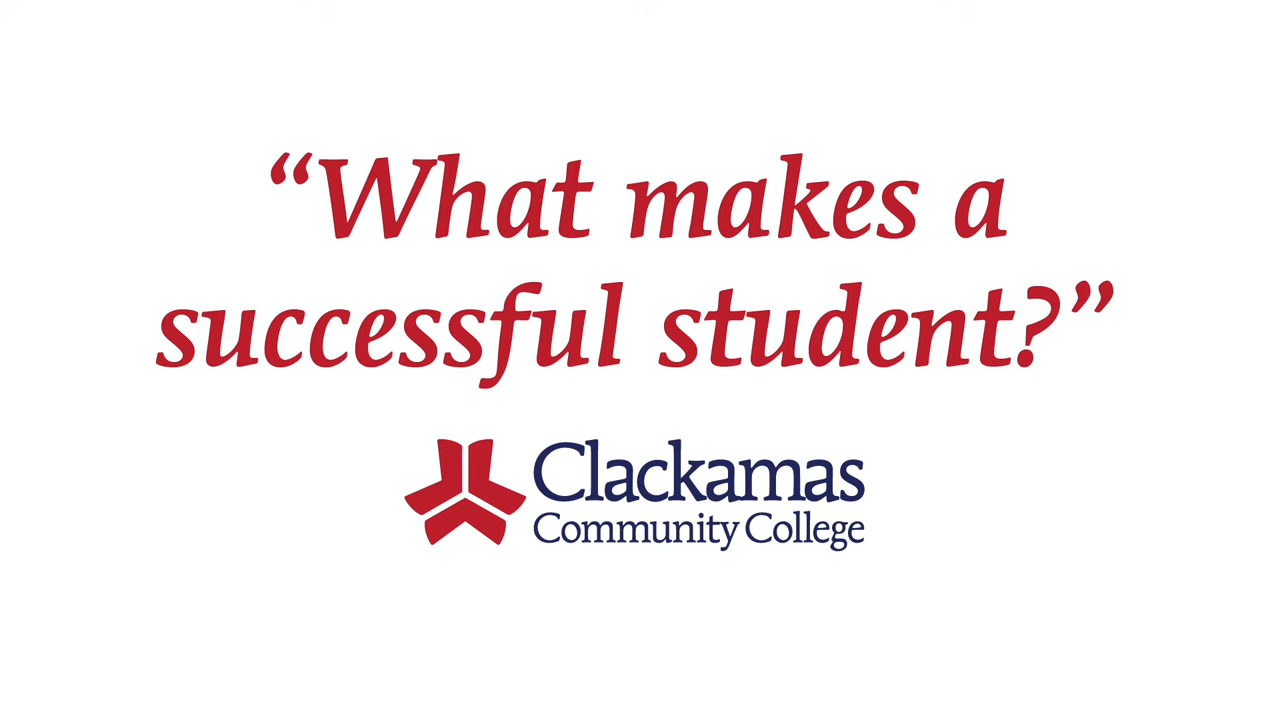 “What makes a
successful student?”
Clackamas
Community College